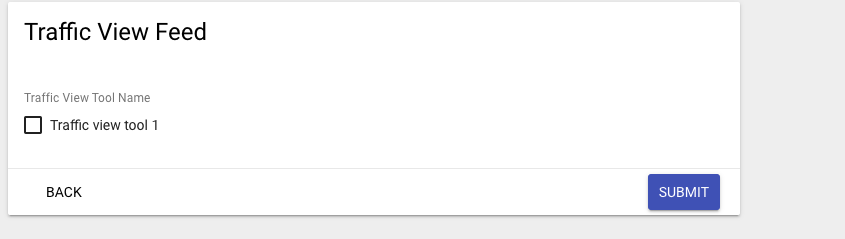 Traffic View Feed
Traffic View Tool Name
Traffic view tool 1
BACK
SUBMIT